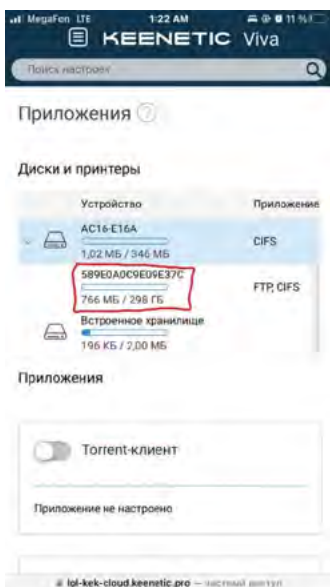 MegaFon LTE 1:22 AM 11 %
KEENETIC Viva
Поиск настроек
Приложения ?
Диски и принтеры
Устройство Приложение
AC16-E16A
CIFS
1,02 МБ / 346 МБ
589E0A0C9E09E37C
FTP, CIFS
766 МБ / 298 ГБ
Встроенное хранилище
196 КБ / 2,00 МБ
Приложения
Torrent-клиент
Приложение не настроено
lol-kek-cloud.keenetic.pro — частный доступ